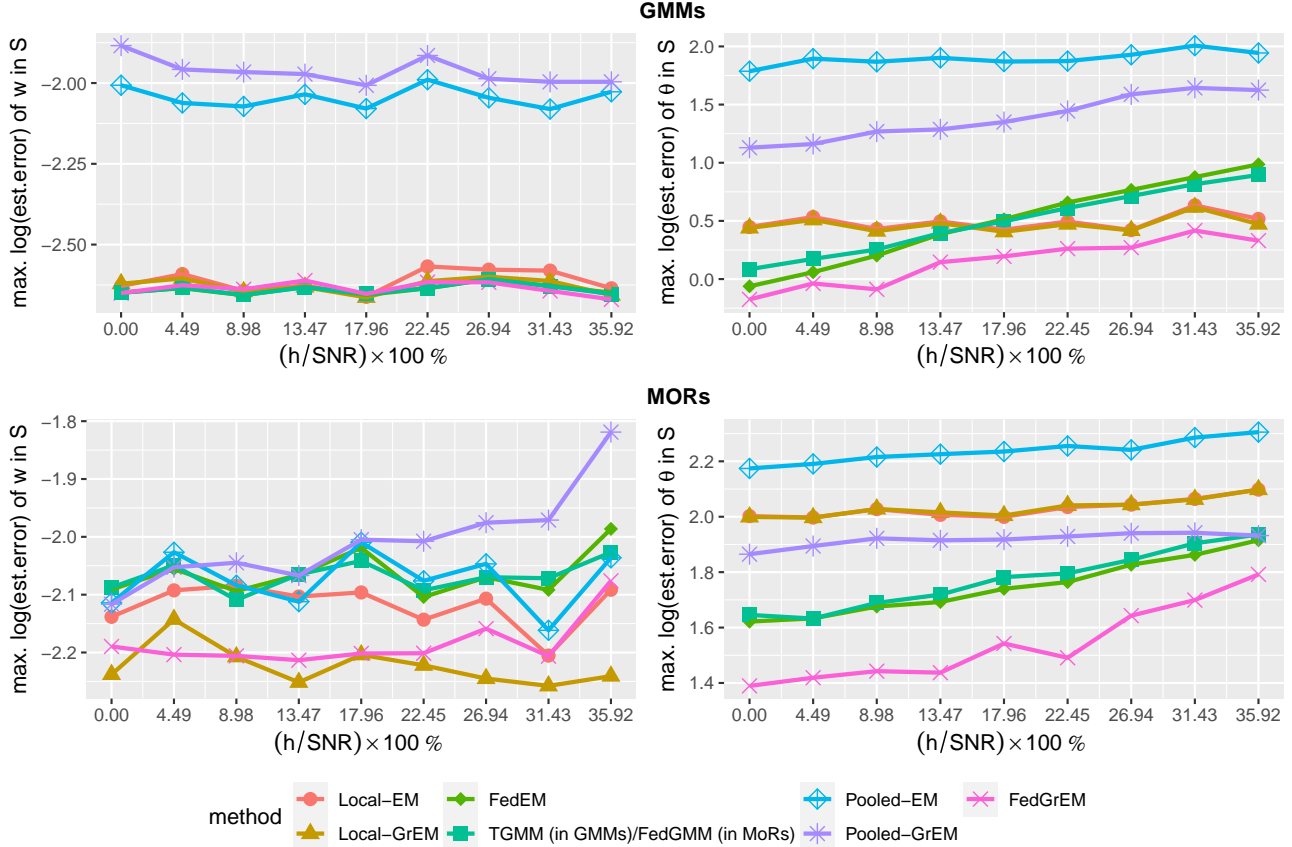 GMMs
max. log(est.error) of w in S
−2.00
−2.25
−2.50
0.00 4.49 8.98 13.47 17.96 22.45 26.94 31.43 35.92
(h/SNR)×100 %
max. log(est.error) of θ in S
2.0
1.5
1.0
0.5
0.0
0.00 4.49 8.98 13.47 17.96 22.45 26.94 31.43 35.92
(h/SNR)×100 %
MORs
max. log(est.error) of w in S
−1.8
−1.9
−2.0
−2.1
−2.2
0.00 4.49 8.98 13.47 17.96 22.45 26.94 31.43 35.92
(h/SNR)×100 %
max. log(est.error) of θ in S
2.2
2.0
1.8
1.6
1.4
0.00 4.49 8.98 13.47 17.96 22.45 26.94 31.43 35.92
(h/SNR)×100 %
method
Local−EM
Local−GrEM
FedEM
TGMM (in GMMs)/FedGMM (in MoRs)
Pooled−EM
Pooled−GrEM
FedGrEM